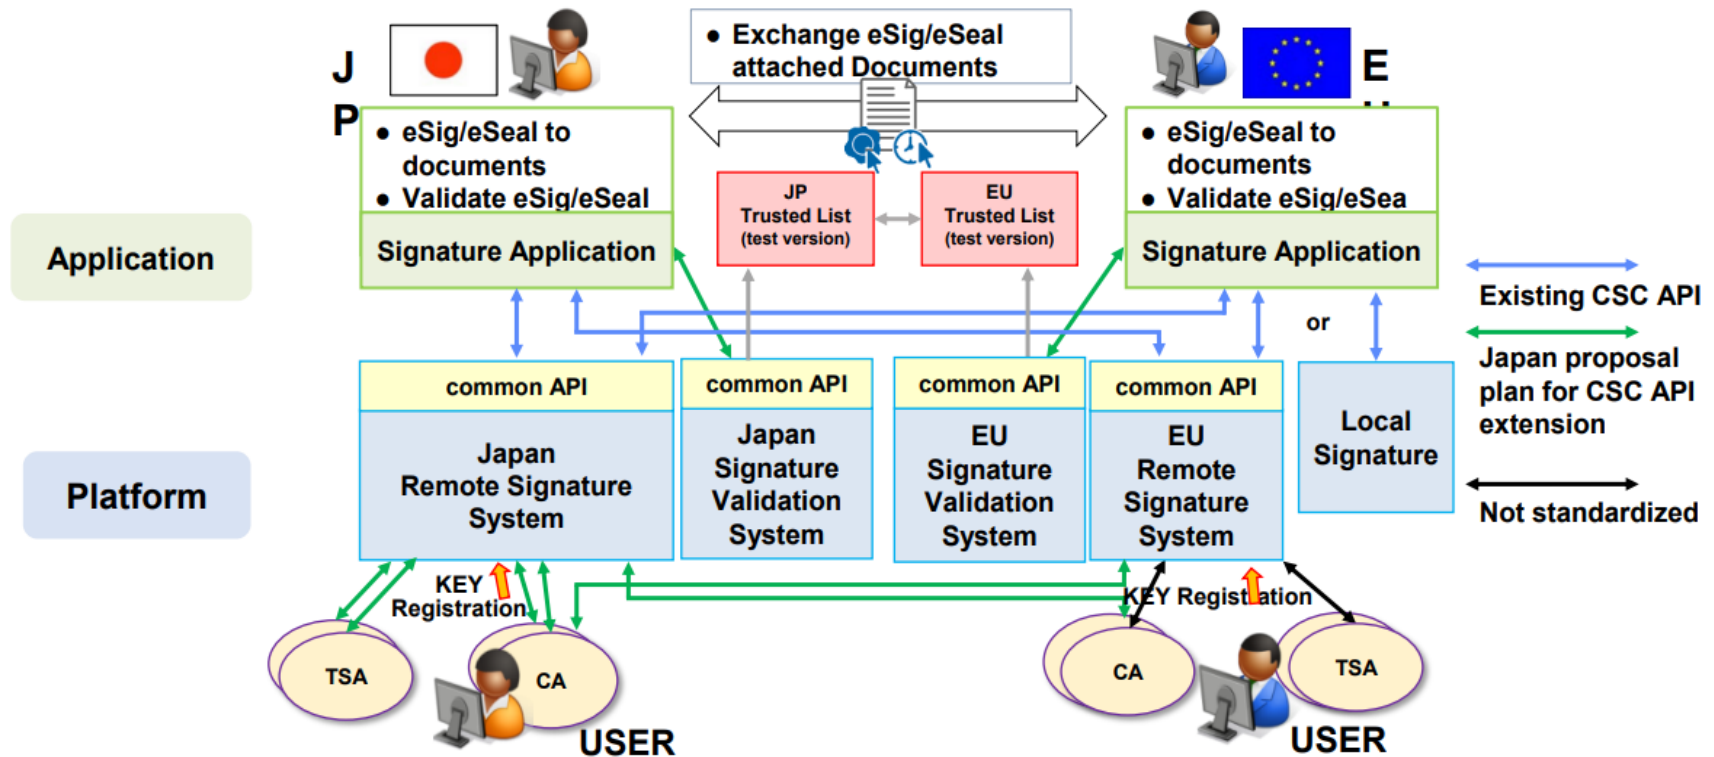 J
P
● Exchange eSig/eSeal
attached Documents
E
● eSig/eSeal to
documents
● Validate eSig/eSeal
Signature Application
JP
Trusted List
(test version)
EU
Trusted List
(test version)
● eSig/eSeal to
documents
● Validate eSig/eSea
Signature Application
Application
Existing CSC API
or
Japan proposal
plan for CSC API
extension
Not standardized
Platform
common API
Japan
Remote Signature
System
common API
Japan
Signature
Validation
System
common API
EU
Signature
Validation
System
common API
EU
Remote
Signature
System
Local
Signature
KEY
Registration
KEY Registration
TSA
CA
USER
CA
TSA
USER